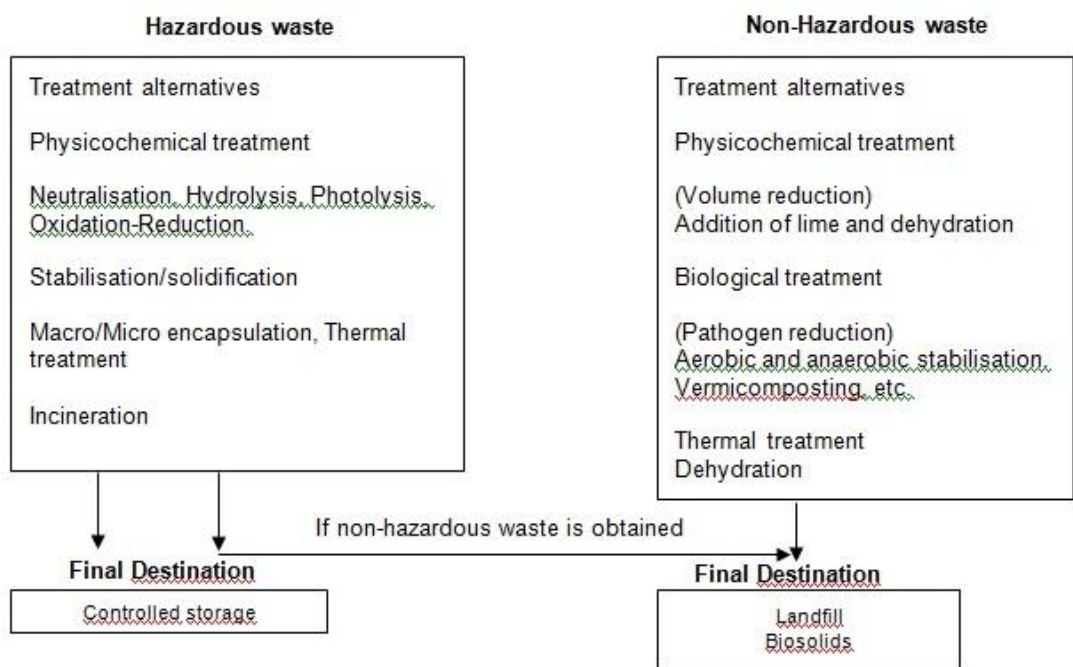 Hazardous waste
Treatment alternatives
Physicochemical treatment
Neutralisation, Hydrolysis, Photolysis,
Oxidation-Reduction.
Stabilisation/solidification
Macro/Micro encapsulation, Thermal
treatment
Incineration
Non-Hazardous waste
Treatment alternatives
Physicochemical treatment
(Volume reduction)
Addition of lime and dehydration
Biological treatment
(Pathogen reduction)
Aerobic and anaerobic stabilisation,
Vermicomposting, etc.
Thermal treatment
Dehydration
If non-hazardous waste is obtained
Final Destination
Controlled storage
Final Destination
Landfill
Biosolids